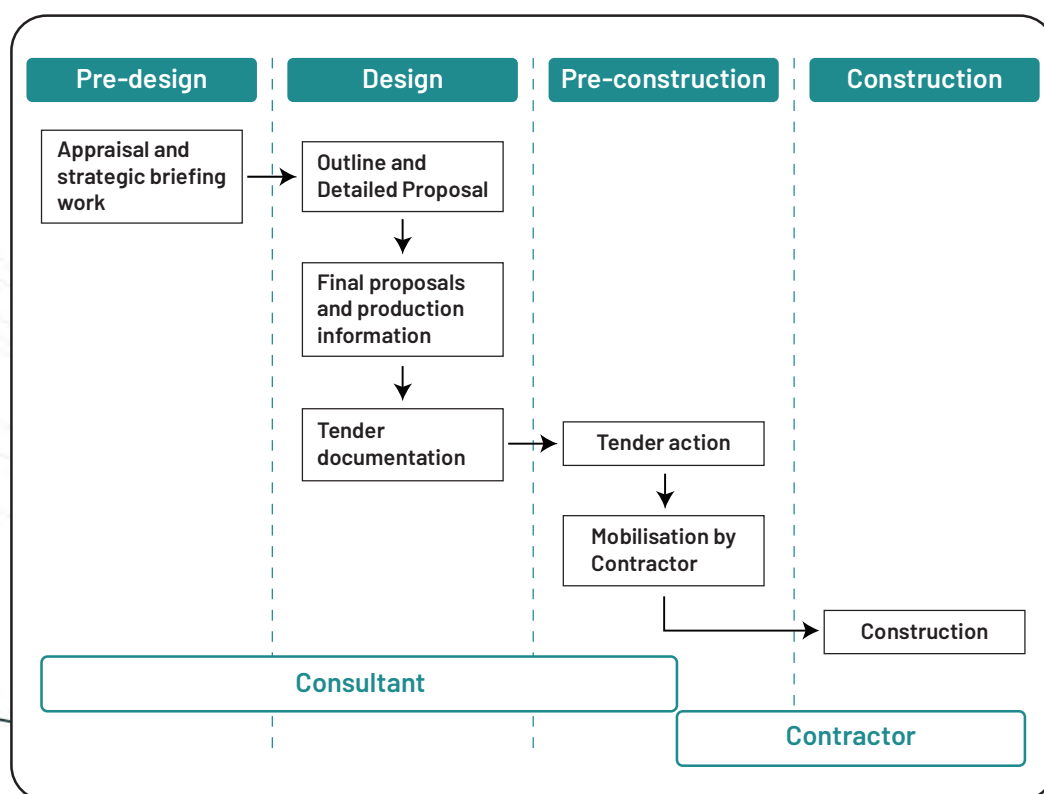 Pre-design
Design
Pre-construction
Construction
Appraisal and
strategic briefing
work
Outline and
Detailed Proposal
Final proposals
and production
information
Tender
documentation
Tender action
Mobilisation by
Contractor
Construction
Consultant
Contractor